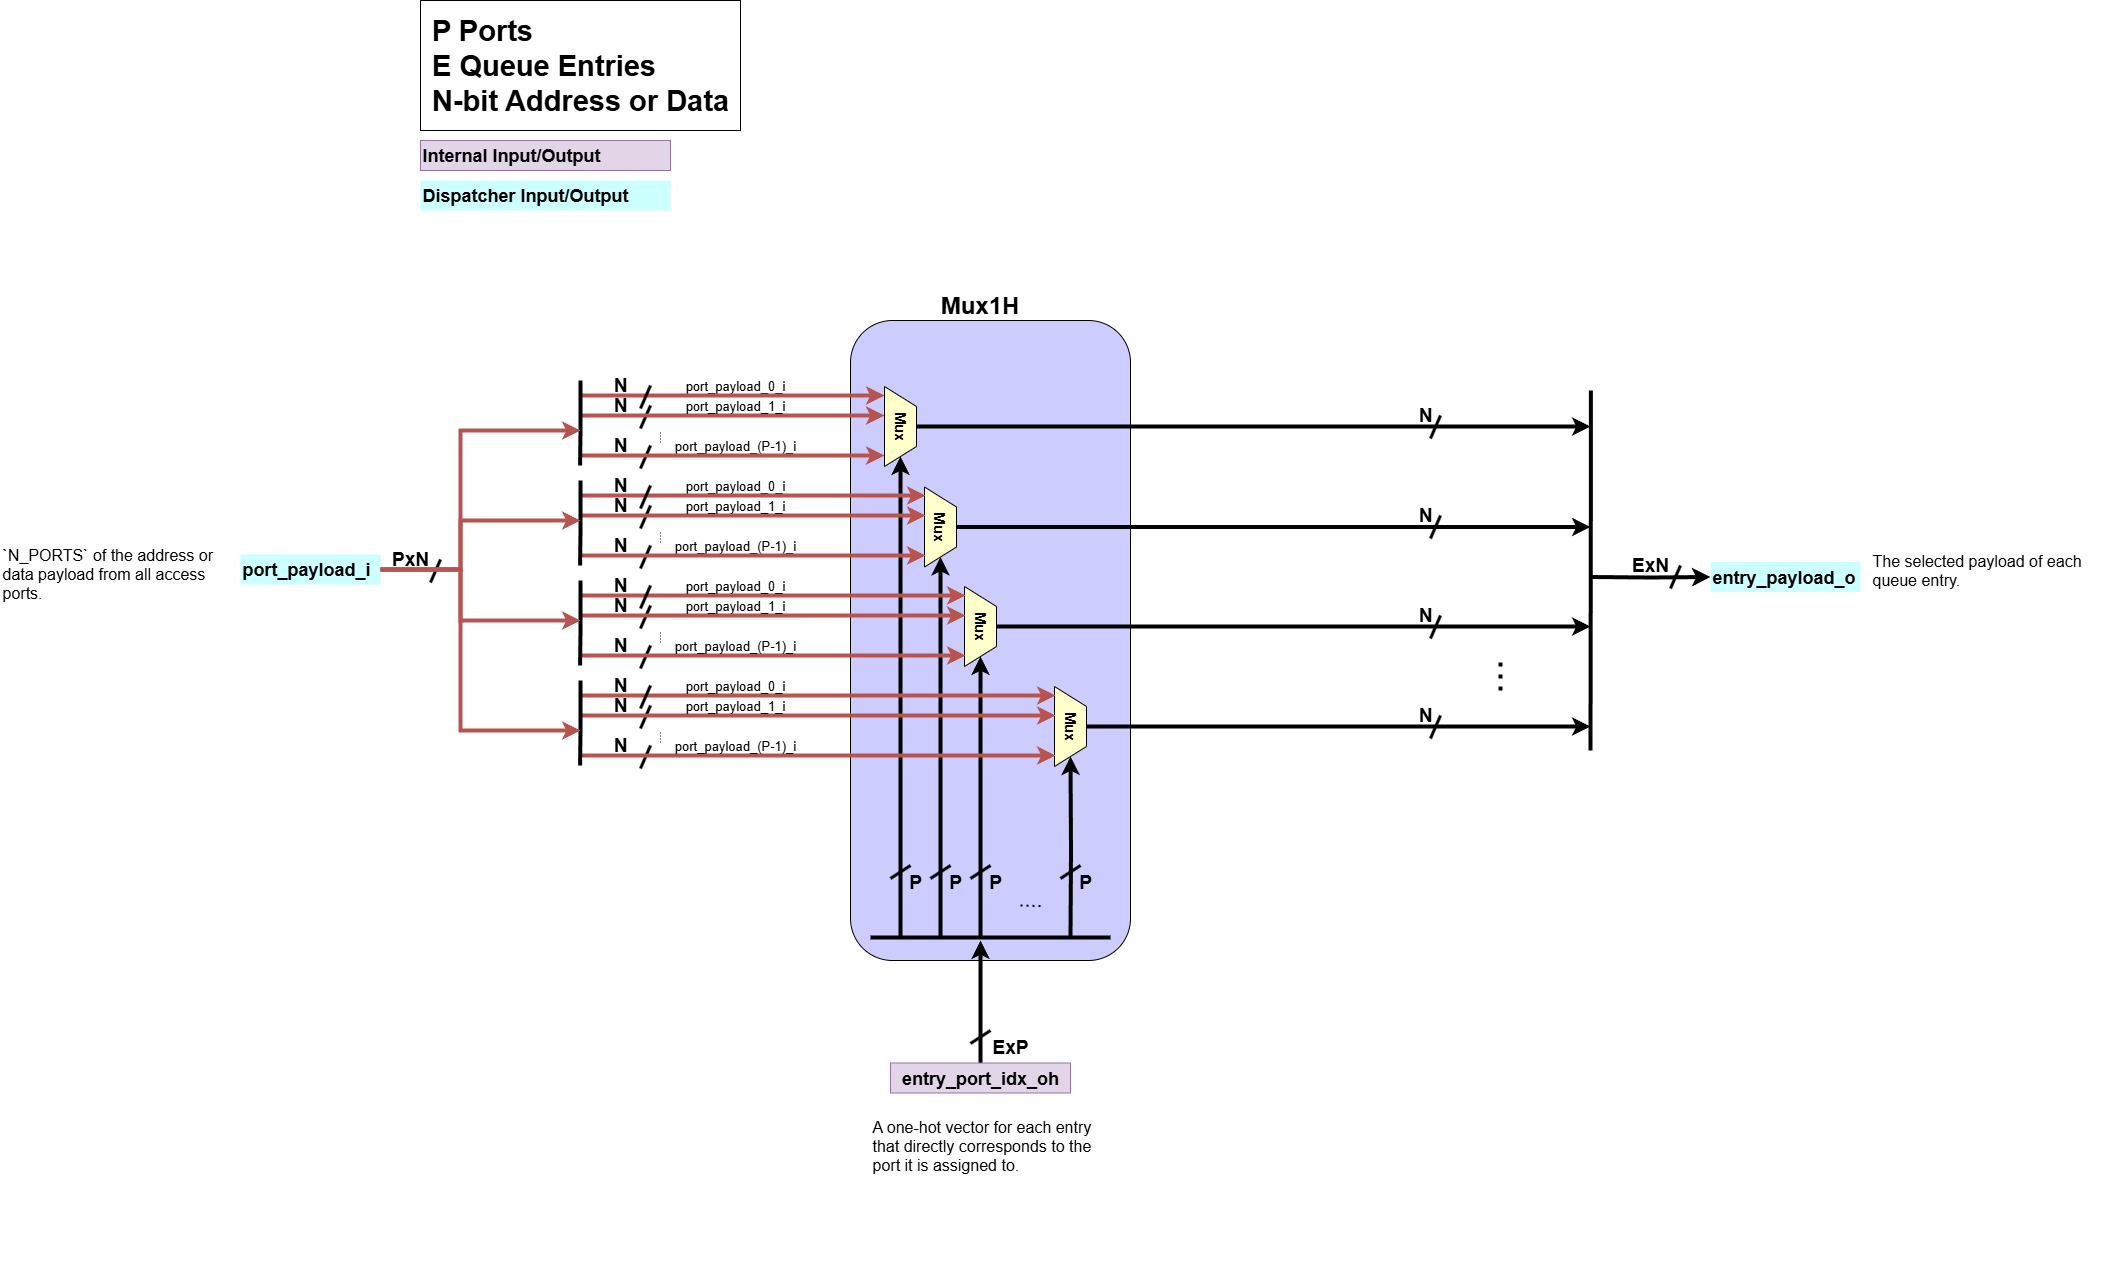 P Ports
E Queue Entries
N-bit Address or Data
Internal Input/Output
Dispatcher Input/Output
Mux1H
N
port_payload_0_i
N
port_payload_1_i
N
port_payload_(P-1)_i
Mux
N
N
port_payload_0_i
N
port_payload_1_i
N
port_payload_(P-1)_i
Mux
N
`N_PORTS` of the address or
data payload from all access
ports.
port_payload_i
PxN
N
port_payload_0_i
N
port_payload_1_i
N
port_payload_(P-1)_i
Mux
N
ExN
entry_payload_o
The selected payload of each
queue entry.
N
port_payload_0_i
N
port_payload_1_i
N
port_payload_(P-1)_i
Mux
N
P
P
P
....
P
ExP
entry_port_idx_oh
A one-hot vector for each entry
that directly corresponds to the
port it is assigned to.